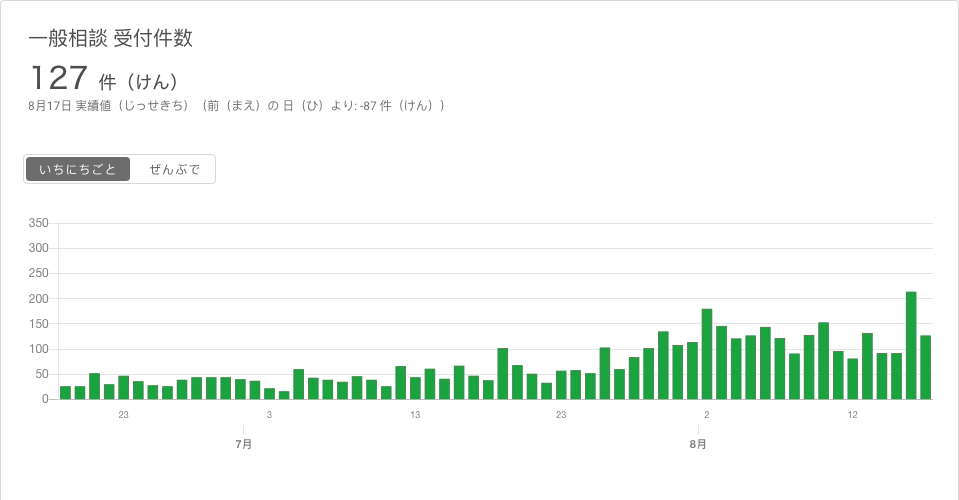 一般相談 受付件数
127 件（けん）
8月17日 実績値（じっせきち）（前（まえ）の 日（ひ）より: -87 件（けん））
いちにちごと ぜんぶで
350
300
250
200
150
100
50
0
23 3 13 23 2 12
7月 8月